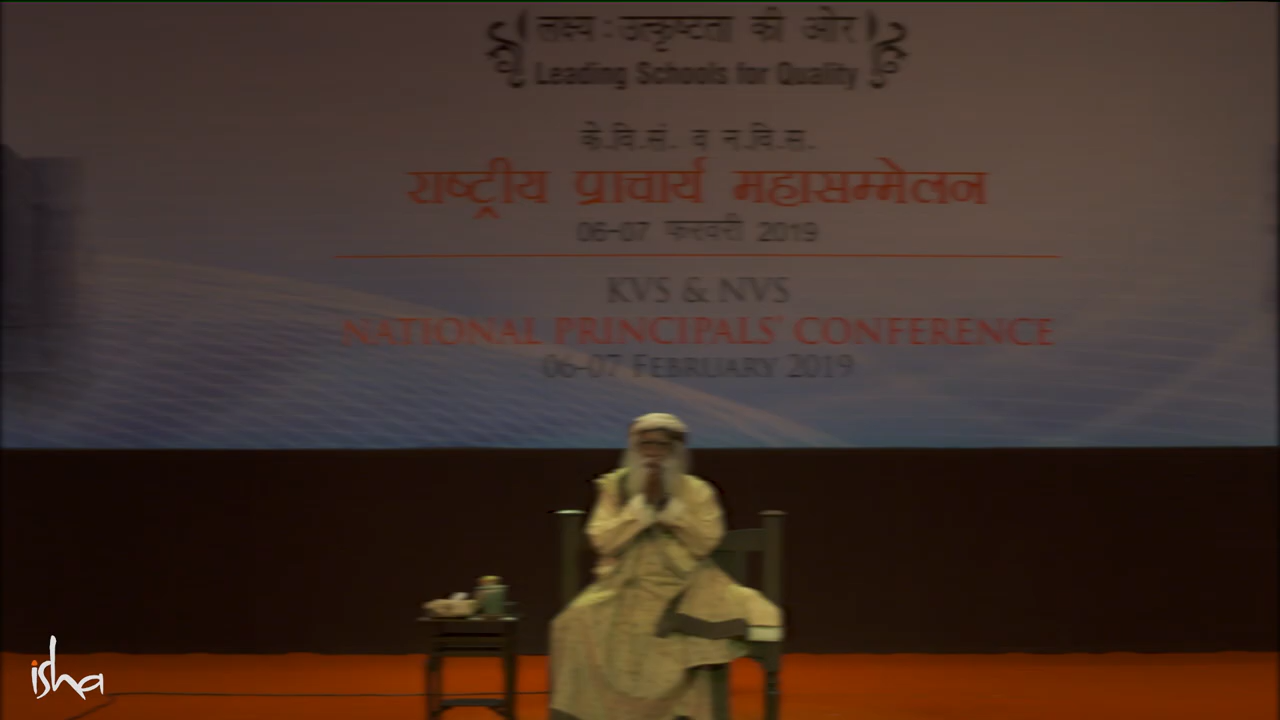 लक्ष्य : उत्कृष्टता की ओर
Leading Schools for Quality
के.वि.सं. व न.वि.स.
राष्ट्रीय प्राचार्य महासम्मेलन
06-07 फरवरी 2019
KVS & NVS
NATIONAL PRINCIPALS' CONFERENCE
06-07 FEBRUARY 2019
isha